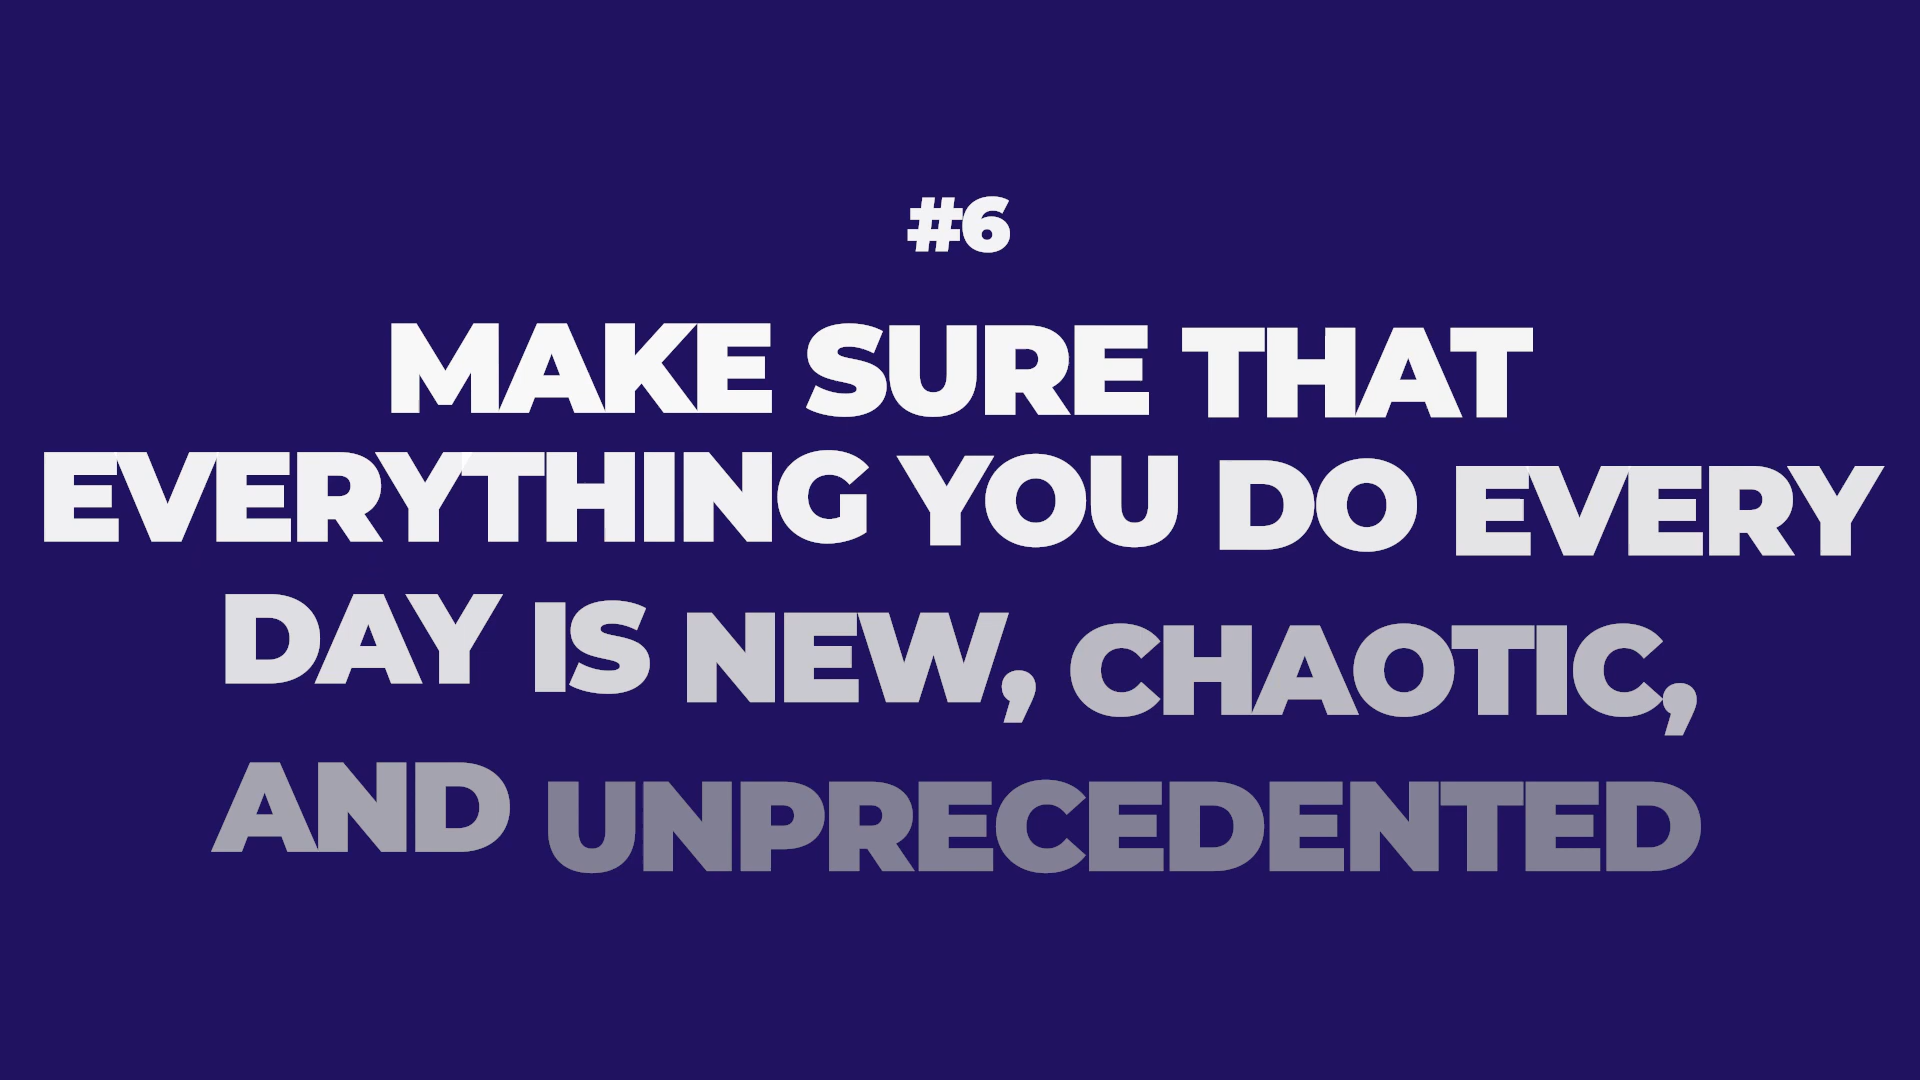 #6
MAKE SURE THAT
EVERYTHING YOU DO EVERY
DAY IS NEW, CHAOTIC,
AND UNPRECEDENTED